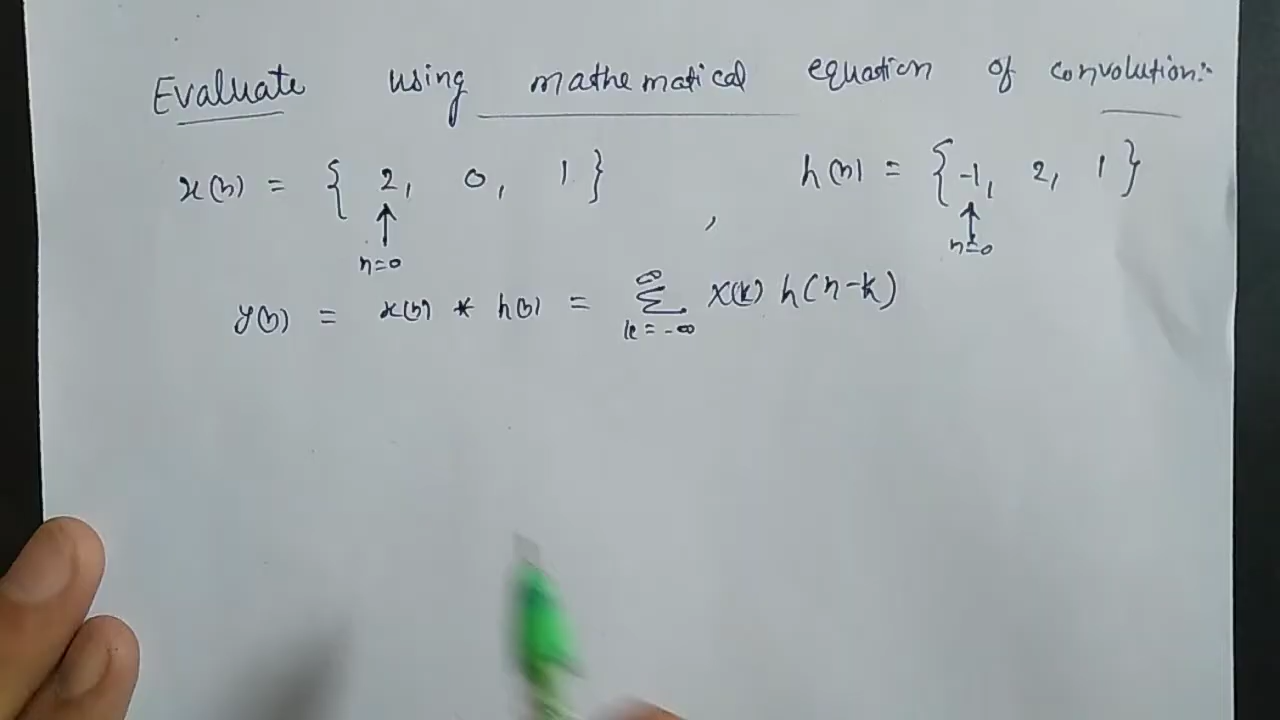 Evaluate using mathematical equation of convolution:-
x(n) = { 2, 0, 1 } , h(n) = { -1, 2, 1 }
↑ n=0 ↑ n=0
y(n) = x(n) * h(n) = ∞ Σ k=-∞ x(k) h(n-k)